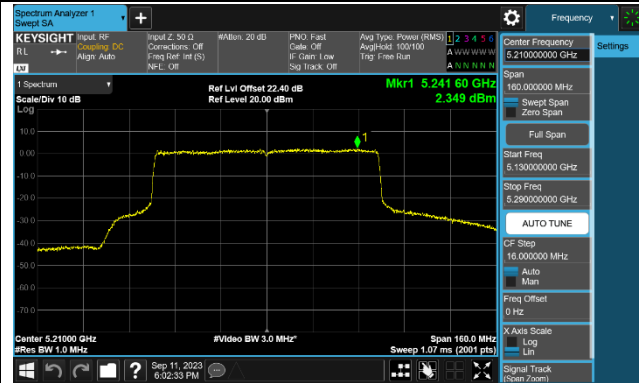 Spectrum Analyzer 1
Swept SA
Frequency
KEYSIGHT
RL
LXI
Input: RF
Coupling: DC
Align: Auto
Input Z: 50 Ω
Corrections: Off
Freq Ref: Int (S)
NFE: Off
#Atten: 20 dB
PNO: Fast
Gate: Off
IF Gain: Low
Sig Track: Off
Avg Type: Power (RMS)
Avg|Hold: 100/100
Trig: Free Run
1 2 3 4 5 6
A W W W W W
A N N N N N
1 Spectrum
Scale/Div 10 dB
Log
Ref Lvl Offset 22.40 dB
Ref Level 20.00 dBm
Mkr1 5.241 60 GHz
2.349 dBm
1
10.0
0.00
-10.0
-20.0
-30.0
-40.0
-50.0
-60.0
-70.0
Center 5.21000 GHz
#Res BW 1.0 MHz
#Video BW 3.0 MHz*
Span 160.0 MHz
Sweep 1.07 ms (2001 pts)
Sep 11, 2023
6:02:33 PM
Center Frequency
5.210000000 GHz
Settings
Span
160.000000 MHz
Swept Span
Zero Span
Full Span
Start Freq
5.130000000 GHz
Stop Freq
5.290000000 GHz
AUTO TUNE
CF Step
16.000000 MHz
Auto
Man
Freq Offset
0 Hz
X Axis Scale
Log
Lin
Signal Track
(Span Zoom)